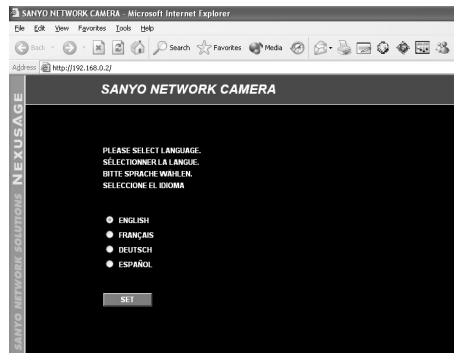 SANYO NETWORK CAMERA - Microsoft Internet Explorer
File Edit View Favorites Tools Help
Back Search Favorites Media
Address http://192.168.0.2/
SANYO NETWORK CAMERA
SANYO NETWORK SOLUTIONS NEXUSAGE
PLEASE SELECT LANGUAGE.
SÉLECTIONNER LA LANGUE.
BITTE SPRACHE WAHLEN.
SELECCIONE EL IDIOMA
ENGLISH
FRANÇAIS
DEUTSCH
ESPAÑOL
SET